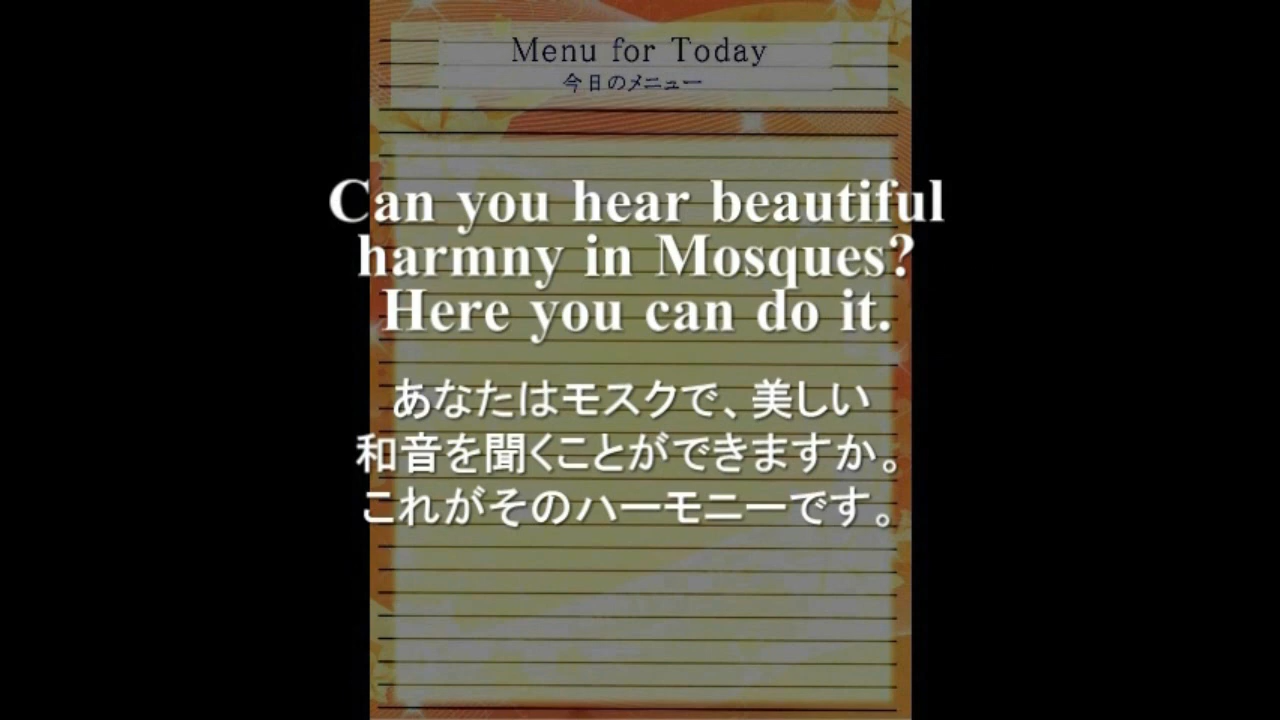 Menu for Today
今日のメニュー
Can you hear beautiful
harmny in Mosques?
Here you can do it.
あなたはモスクで、美しい
和音を聞くことができますか。
これがそのハーモニーです。